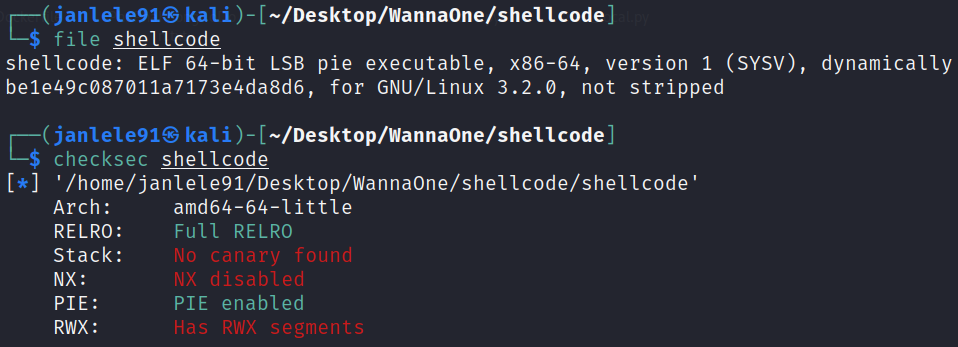 ┌──(janlele91㉿kali)-[~/Desktop/WannaOne/shellcode]
└─$ file shellcode
shellcode: ELF 64-bit LSB pie executable, x86-64, version 1 (SYSV), dynamically
be1e49c087011a7173e4da8d6, for GNU/Linux 3.2.0, not stripped
┌──(janlele91㉿kali)-[~/Desktop/WannaOne/shellcode]
└─$ checksec shellcode
[*] '/home/janlele91/Desktop/WannaOne/shellcode/shellcode'
Arch: amd64-64-little
RELRO: Full RELRO
Stack: No canary found
NX: NX disabled
PIE: PIE enabled
RWX: Has RWX segments